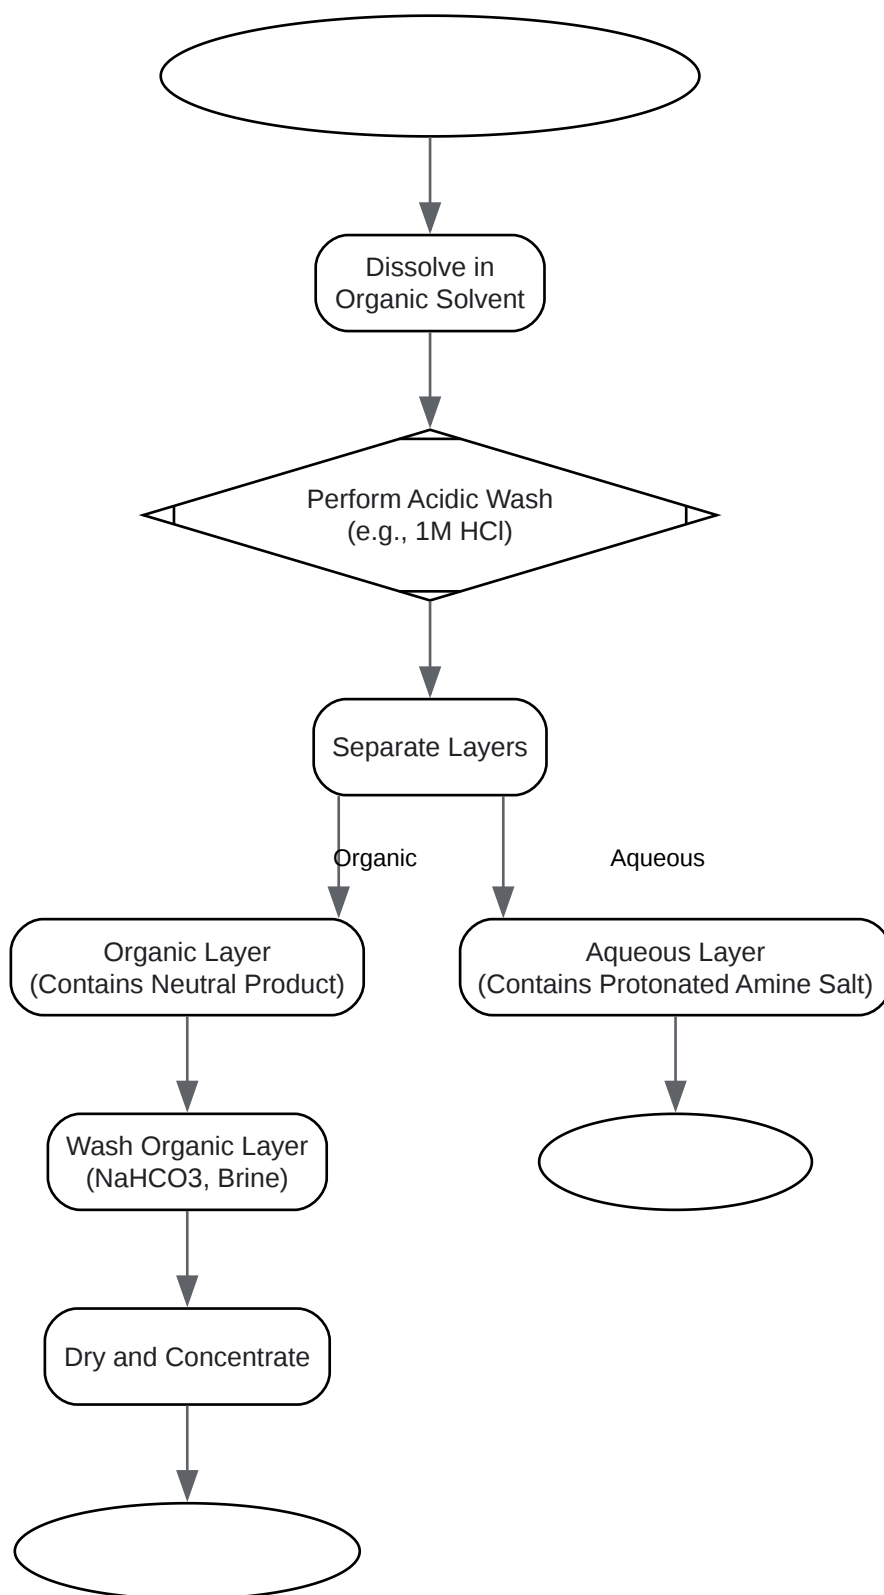 Dissolve in
Organic Solvent
Perform Acidic Wash
(e.g., 1M HCl)
Separate Layers
Organic
Aqueous
Organic Layer
(Contains Neutral Product)
Aqueous Layer
(Contains Protonated Amine Salt)
Wash Organic Layer
(NaHCO3, Brine)
Dry and Concentrate